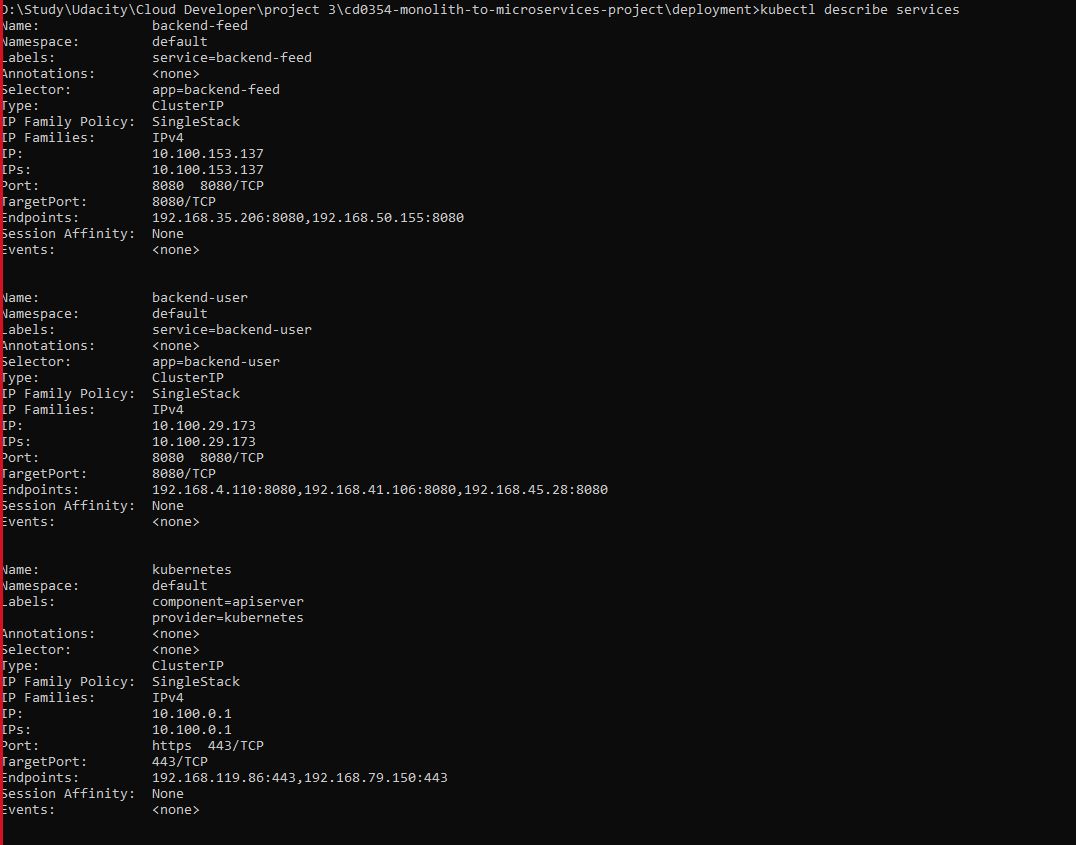 D:\Study\Udacity\Cloud Developer\project 3\cd0354-monolith-to-microservices-project\deployment>kubectl describe services
Name:              backend-feed
Namespace:         default
Labels:            service=backend-feed
Annotations:       <none>
Selector:          app=backend-feed
Type:              ClusterIP
IP Family Policy:  SingleStack
IP Families:       IPv4
IP:                10.100.153.137
IPs:               10.100.153.137
Port:              8080  8080/TCP
TargetPort:        8080/TCP
Endpoints:         192.168.35.206:8080,192.168.50.155:8080
Session Affinity:  None
Events:            <none>

Name:              backend-user
Namespace:         default
Labels:            service=backend-user
Annotations:       <none>
Selector:          app=backend-user
Type:              ClusterIP
IP Family Policy:  SingleStack
IP Families:       IPv4
IP:                10.100.29.173
IPs:               10.100.29.173
Port:              8080  8080/TCP
TargetPort:        8080/TCP
Endpoints:         192.168.4.110:8080,192.168.41.106:8080,192.168.45.28:8080
Session Affinity:  None
Events:            <none>

Name:              kubernetes
Namespace:         default
Labels:            component=apiserver
                   provider=kubernetes
Annotations:       <none>
Selector:          <none>
Type:              ClusterIP
IP Family Policy:  SingleStack
IP Families:       IPv4
IP:                10.100.0.1
IPs:               10.100.0.1
Port:              https  443/TCP
TargetPort:        443/TCP
Endpoints:         192.168.119.86:443,192.168.79.150:443
Session Affinity:  None
Events:            <none>